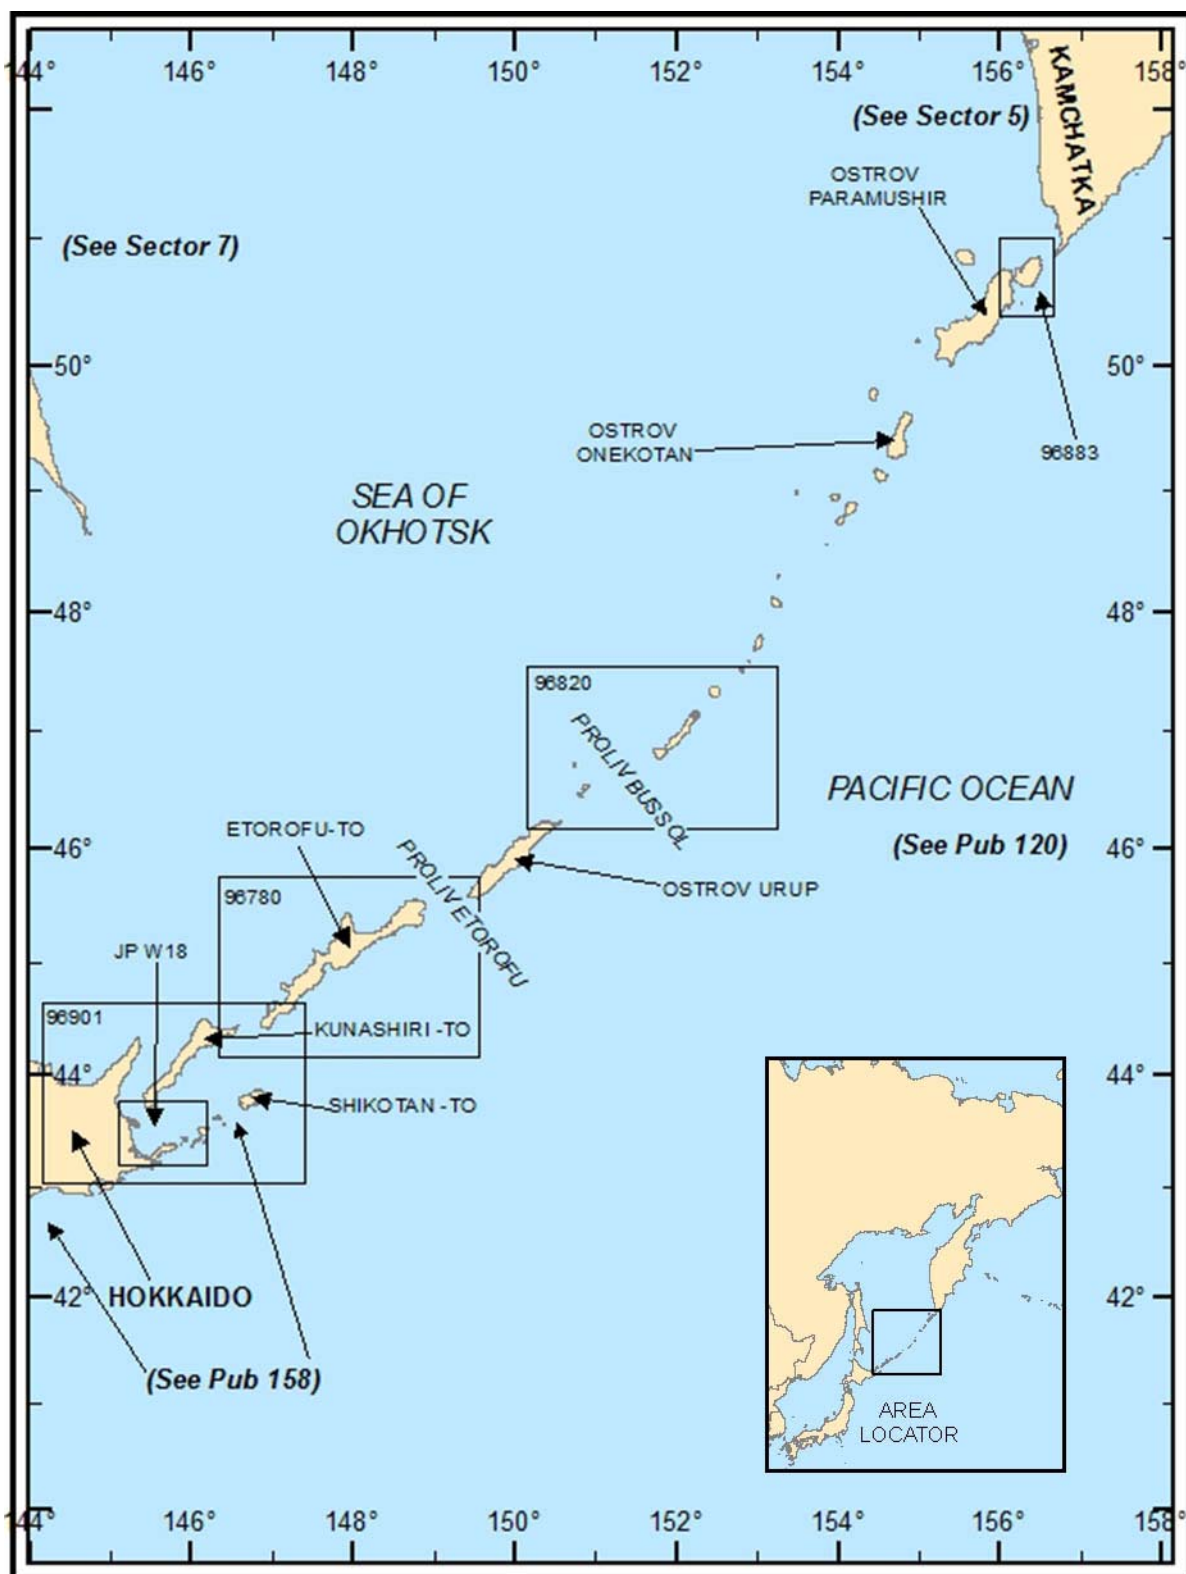 144° 146° 148° 150° 152° 154° 156° 158°
KAMCHATKA
(See Sector 5)
OSTROV
PARAMUSHIR
(See Sector 7)
50° 50°
OSTROV
ONEKOTAN
96883
SEA OF
OKHOTSK
48° 48°
96820
PROLIV BUSSOL
PACIFIC OCEAN
(See Pub 120)
ETOROFU-TO
46° 46°
PROLIV ETOROFU
OSTROV URUP
96780
JP W18
96901
KUNASHIRI -TO
44° 44°
SHIKOTAN -TO
42° 42°
HOKKAIDO
(See Pub 158)
AREA
LOCATOR
144° 146° 148° 150° 152° 154° 156° 158°